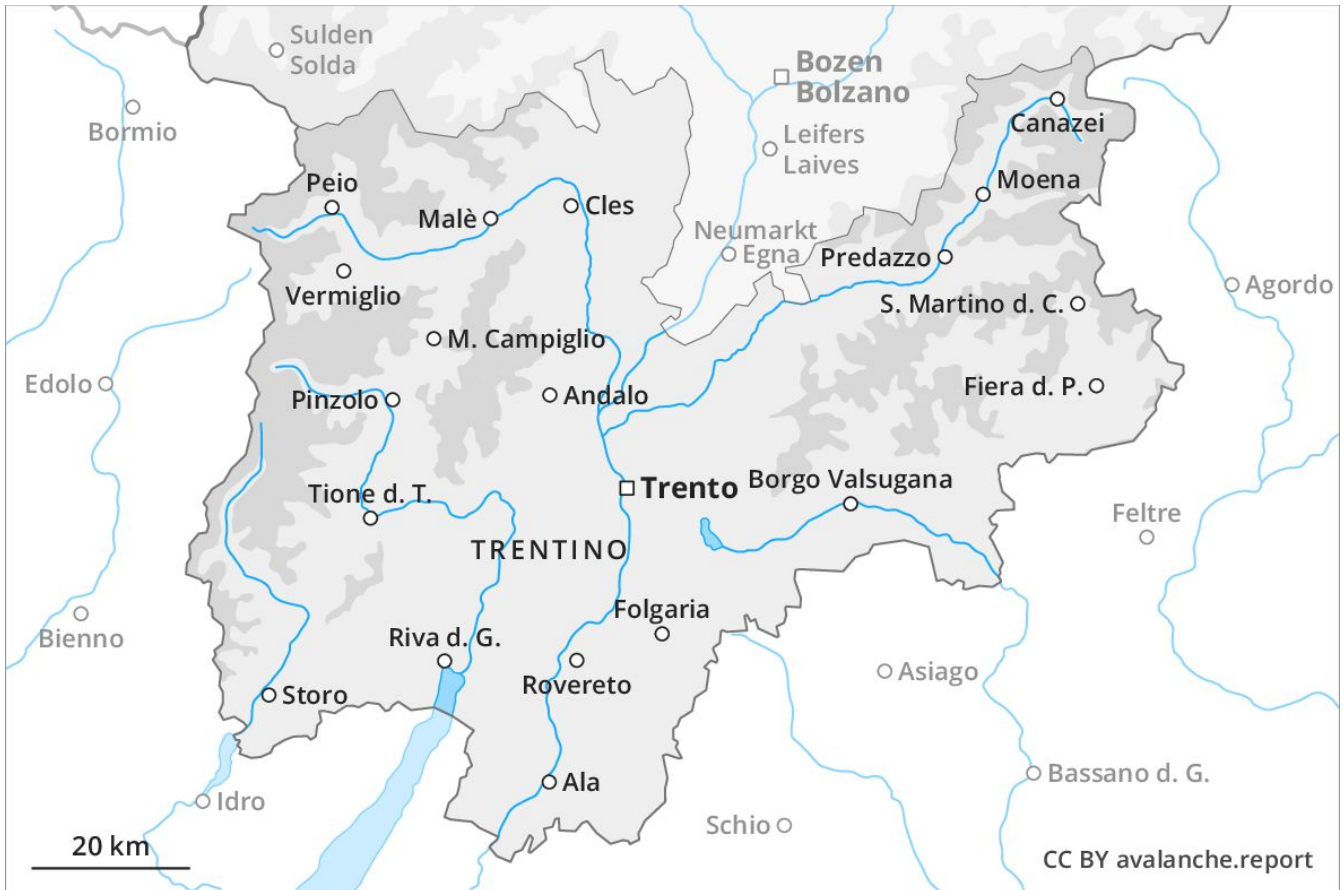 Sulden
Solda
Bozen
Bolzano
Bormio
Canazei
Leifers
Laives
Peio
Moena
Malè
Cles
Neumarkt
Egna
Predazzo
Vermiglio
Agordo
S. Martino d. C.
M. Campiglio
Edolo
Fiera d. P.
Pinzolo
Andalo
Trento
Borgo Valsugana
Tione d. T.
Feltre
TRENTINO
Folgaria
Bienno
Riva d. G.
Asiago
Rovereto
Storo
Bassano d. G.
Ala
Idro
Schio
20 km
CC BY avalanche.report